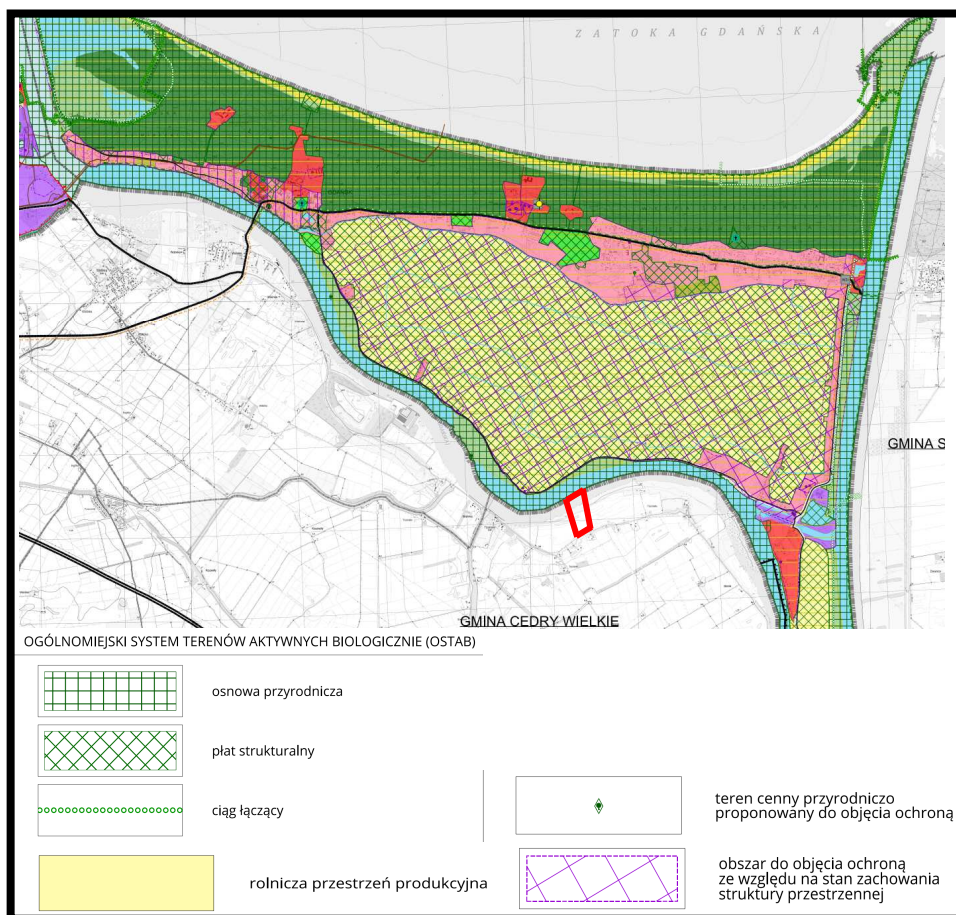 ZATOKA GDAŃSKA
GMINA S
GMINA CEDRY WIELKIE
OGÓLNOMIEJSKI SYSTEM TERENÓW AKTYWNYCH BIOLOGICZNIE (OSTAB)
osnowa przyrodnicza
płat strukturalny
ciąg łączący
teren cenny przyrodniczo
proponowany do objęcia ochroną
rolnicza przestrzeń produkcyjna
obszar do objęcia ochroną
ze względu na stan zachowania
struktury przestrzennej